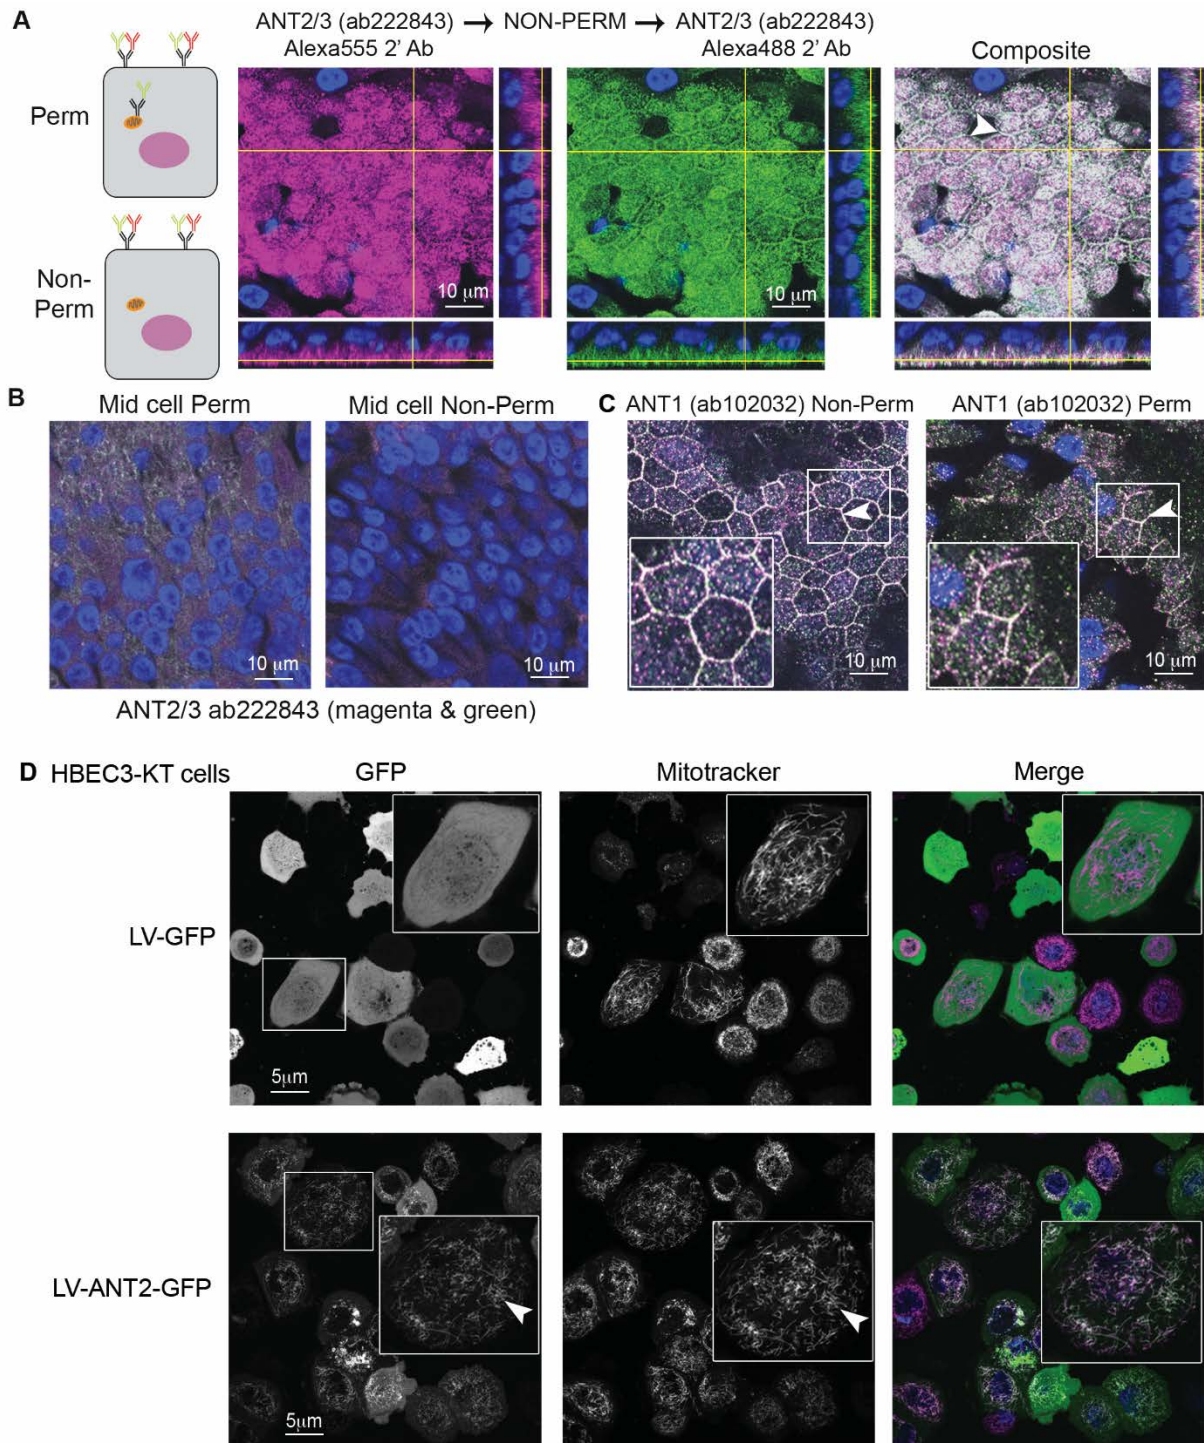 A
ANT2/3 (ab222843) → NON-PERM → ANT2/3 (ab222843)
Alexa555 2' Ab
Alexa488 2' Ab
Composite
Perm
Non-
Perm
10 μm
10 μm
B
Mid cell Perm
Mid cell Non-Perm
10 μm
10 μm
ANT2/3 ab222843 (magenta & green)
C
ANT1 (ab102032) Non-Perm
ANT1 (ab102032) Perm
10 μm
10 μm
D HBEC3-KT cells
GFP
Mitotracker
Merge
LV-GFP
5μm
LV-ANT2-GFP
5μm